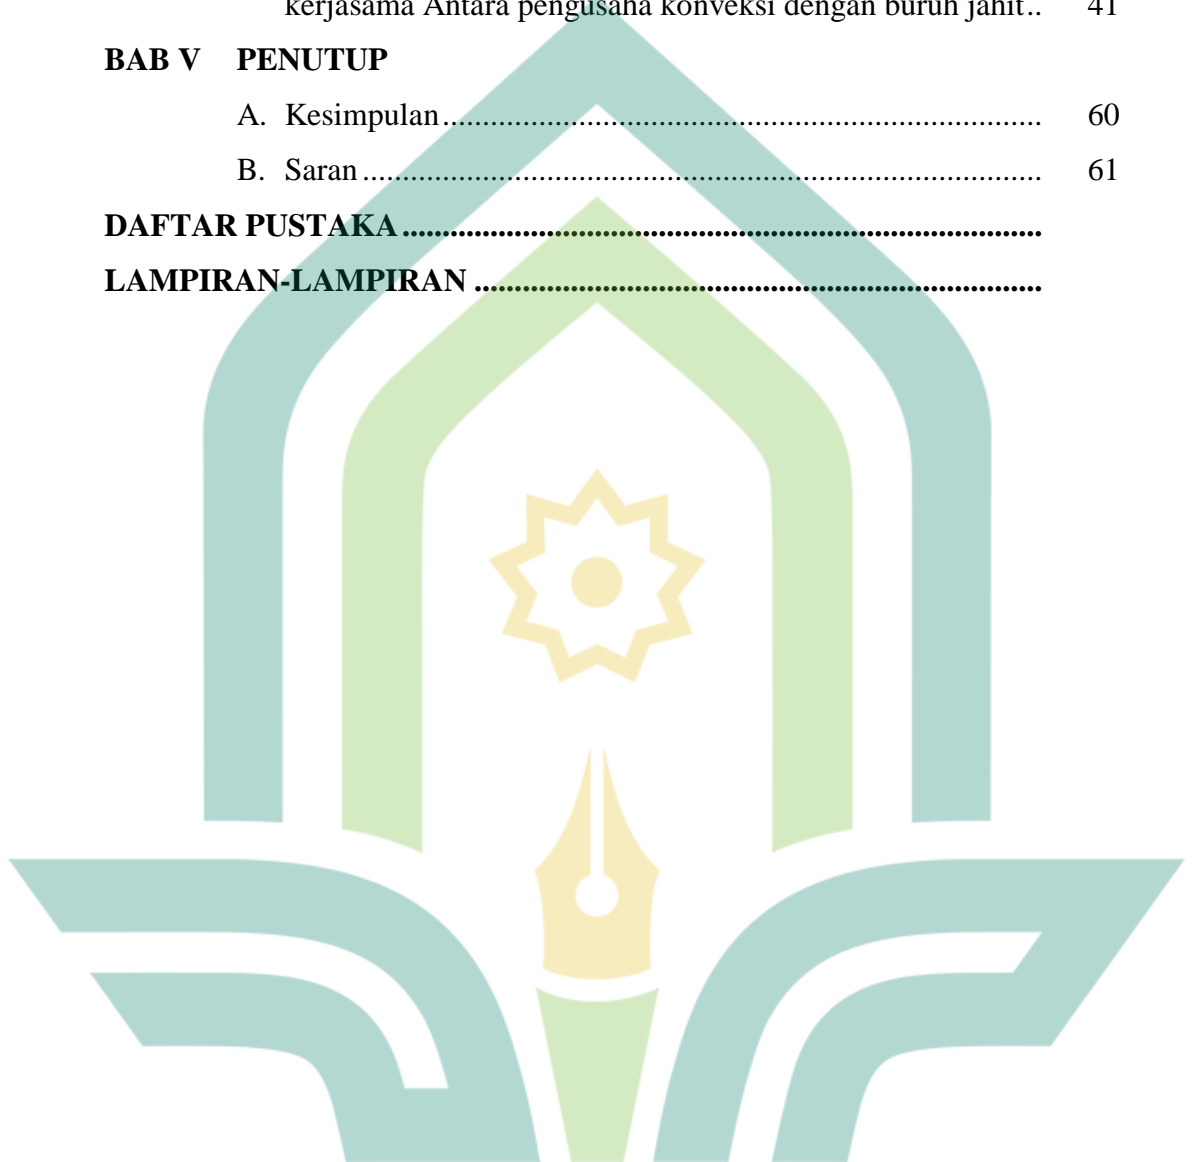 kerjasama Antara pengusaha konveksi dengan buruh jahit.. 41
BAB V PENUTUP
A. Kesimpulan........................................................................... 60
B. Saran..................................................................................... 61
DAFTAR PUSTAKA................................................................................
LAMPIRAN-LAMPIRAN .......................................................................